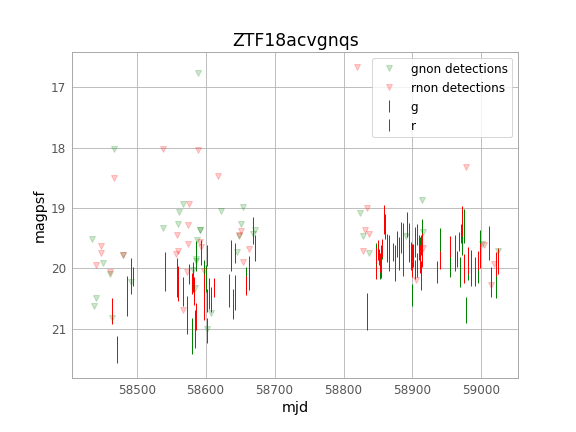 ZTF18acvgnqs
gnon detections
rnon detections
g
r
magpsf
17
18
19
20
21
58500
58600
58700
58800
58900
59000
mjd